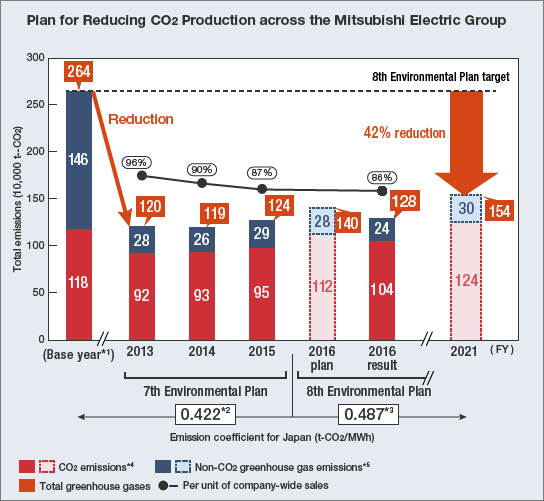 Plan for Reducing CO2 Production across the Mitsubishi Electric Group
Total emissions (10,000 t--CO2)
300
250
200
150
100
50
0
8th Environmental Plan target
264
Reduction
42% reduction
96%
90%
87%
86%
146
118
120
28
92
119
26
93
124
29
95
140
28
112
128
24
104
154
30
124
(Base year*1)
2013
2014
2015
2016
plan
2016
result
2021
(FY)
7th Environmental Plan
8th Environmental Plan
0.422*2
0.487*3
Emission coefficient for Japan (t-CO2/MWh)
CO2 emissions*4
Non-CO2 greenhouse gas emissions*5
Total greenhouse gases
Per unit of company-wide sales